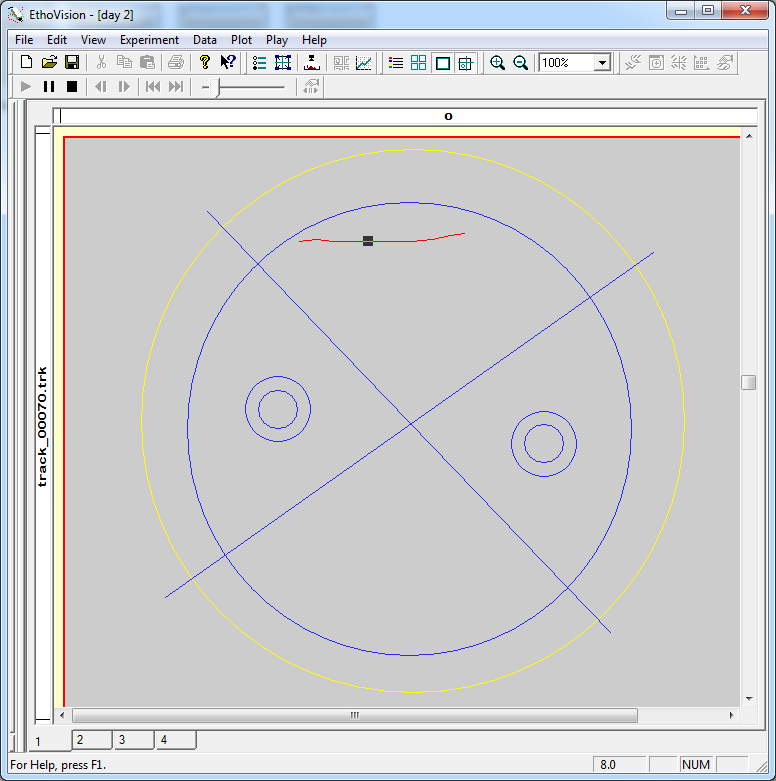 EthoVision - [day 2]
File Edit View Experiment Data Plot Play Help
100%
o
track_00070.trk
1 2 3 4
For Help, press F1. 8.0 NUM